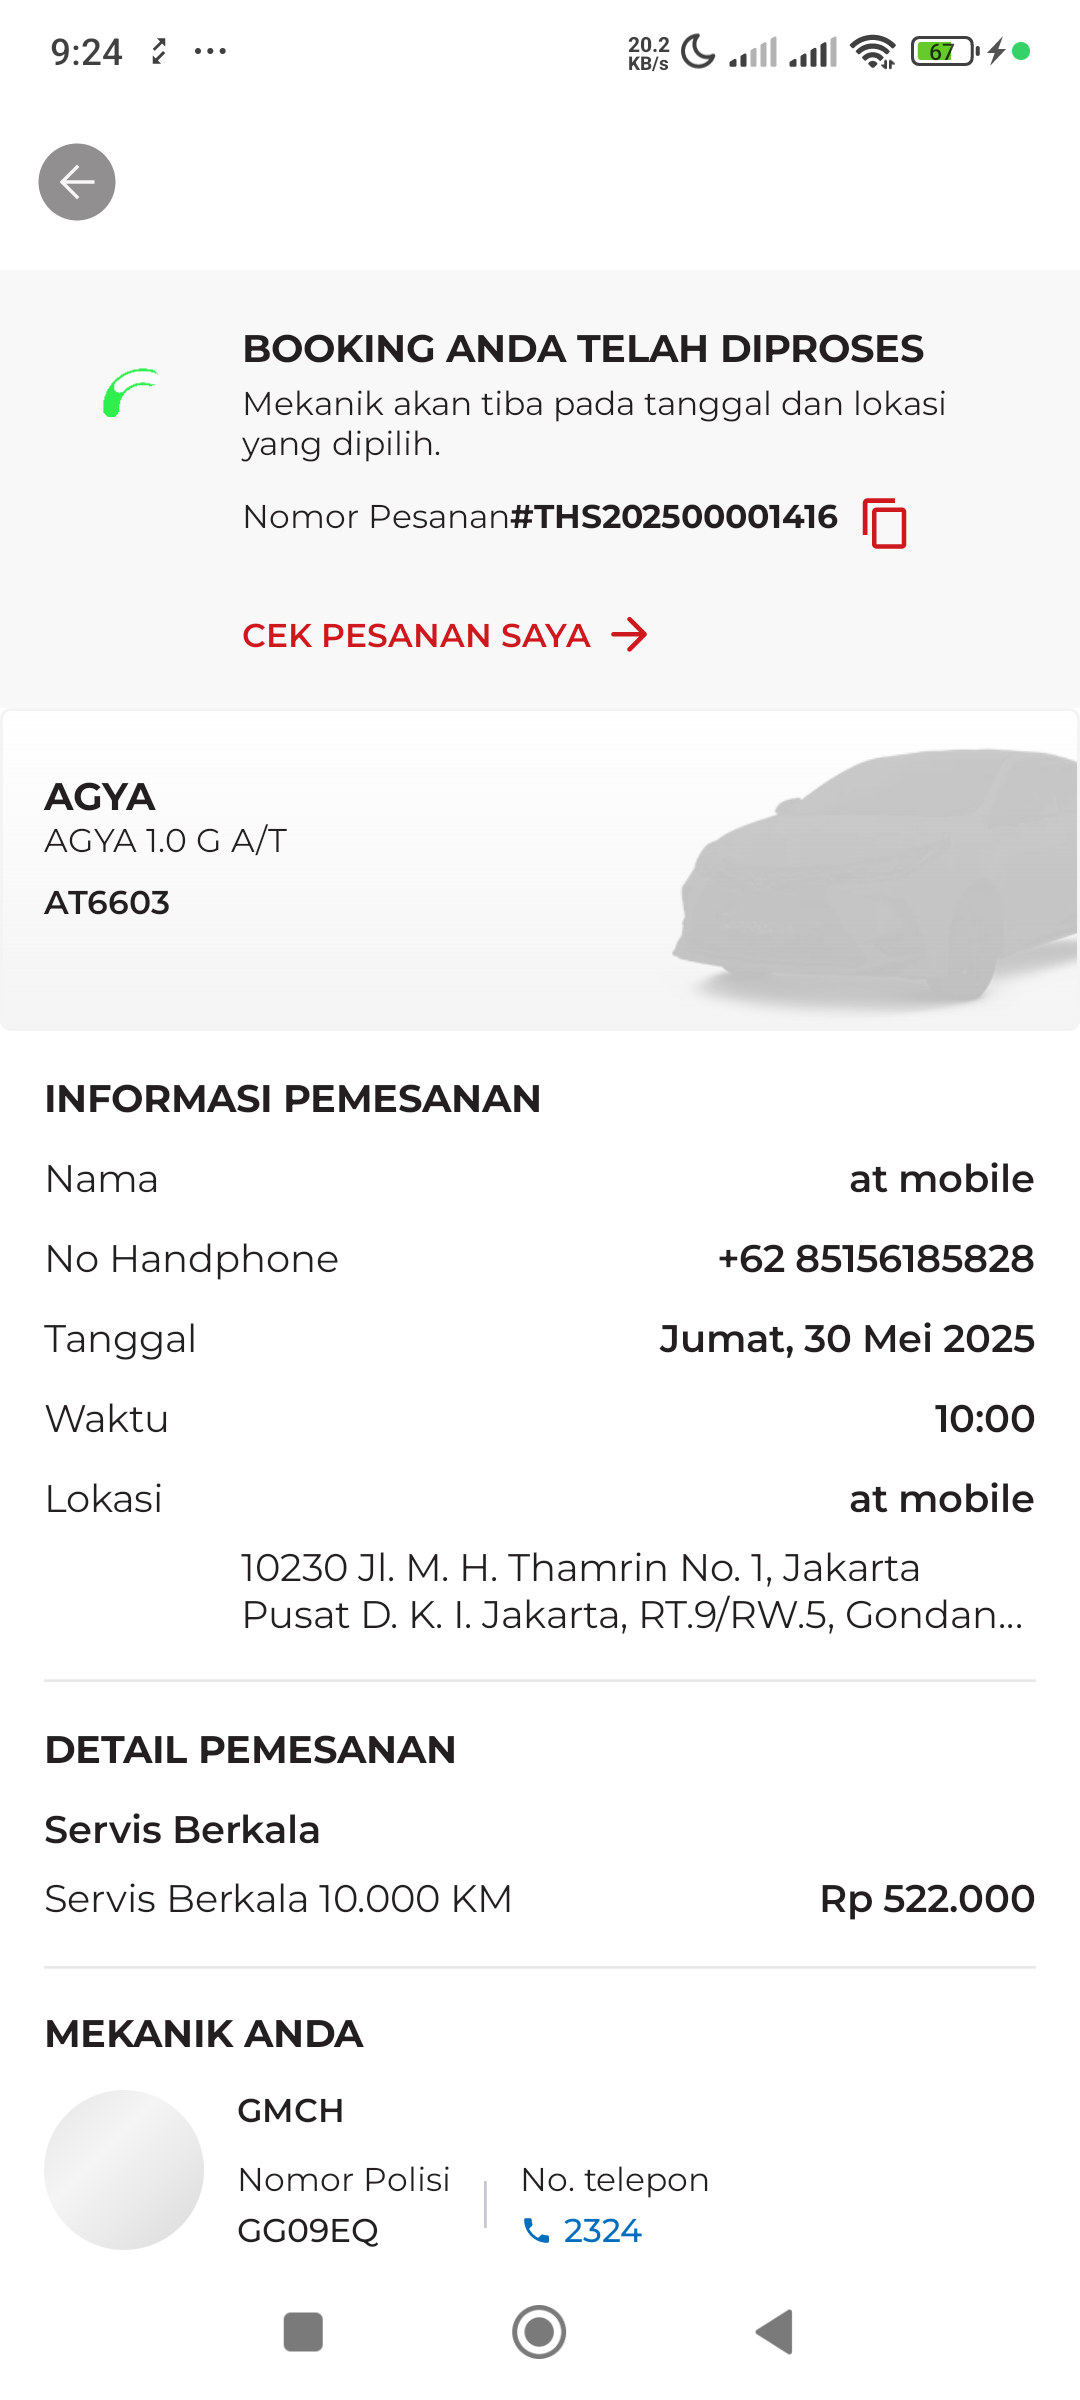 9:24
20.2
KB/s
67
BOOKING ANDA TELAH DIPROSES
Mekanik akan tiba pada tanggal dan lokasi
yang dipilih.
Nomor Pesanan#THS202500001416
CEK PESANAN SAYA
AGYA
AGYA 1.0 G A/T
AT6603
INFORMASI PEMESANAN
Nama at mobile
No Handphone +62 85156185828
Tanggal Jumat, 30 Mei 2025
Waktu 10:00
Lokasi at mobile
10230 Jl. M. H. Thamrin No. 1, Jakarta
Pusat D. K. I. Jakarta, RT.9/RW.5, Gondan...
DETAIL PEMESANAN
Servis Berkala
Servis Berkala 10.000 KM Rp 522.000
MEKANIK ANDA
GMCH
Nomor Polisi No. telepon
GG09EQ 2324